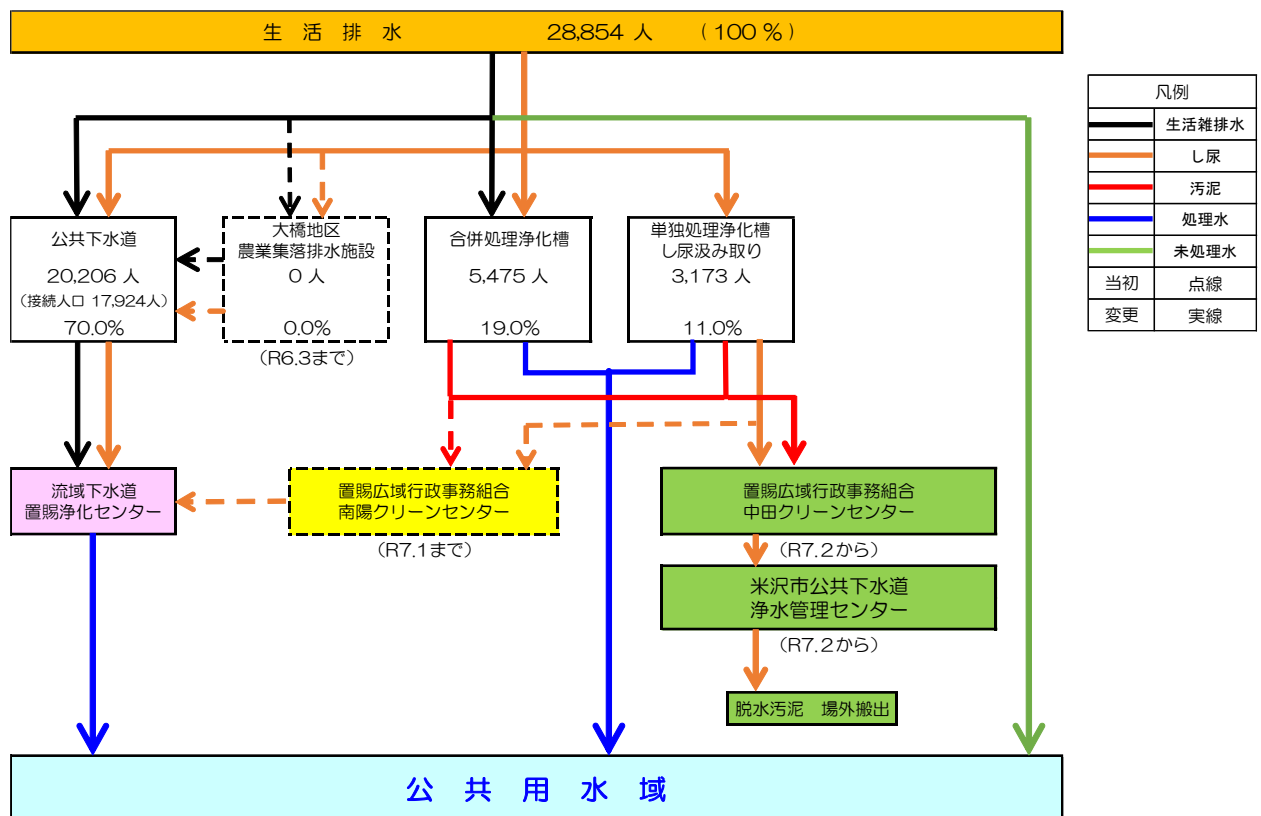 生活排水 28,854 人 (100 %)
凡例
生活雑排水
し尿
汚泥
処理水
未処理水
当初 点線
変更 実線
公共下水道
20,206 人
(接続人口 17,924人)
70.0%
大橋地区
農業集落排水施設
0 人
0.0%
(R6.3まで)
合併処理浄化槽
5,475 人
19.0%
単独処理浄化槽
し尿汲み取り
3,173 人
11.0%
流域下水道
置賜浄化センター
置賜広域行政事務組合
南陽クリーンセンター
(R7.1まで)
置賜広域行政事務組合
中田クリーンセンター
(R7.2から)
米沢市公共下水道
浄水管理センター
(R7.2から)
脱水汚泥 場外搬出
公共用水域